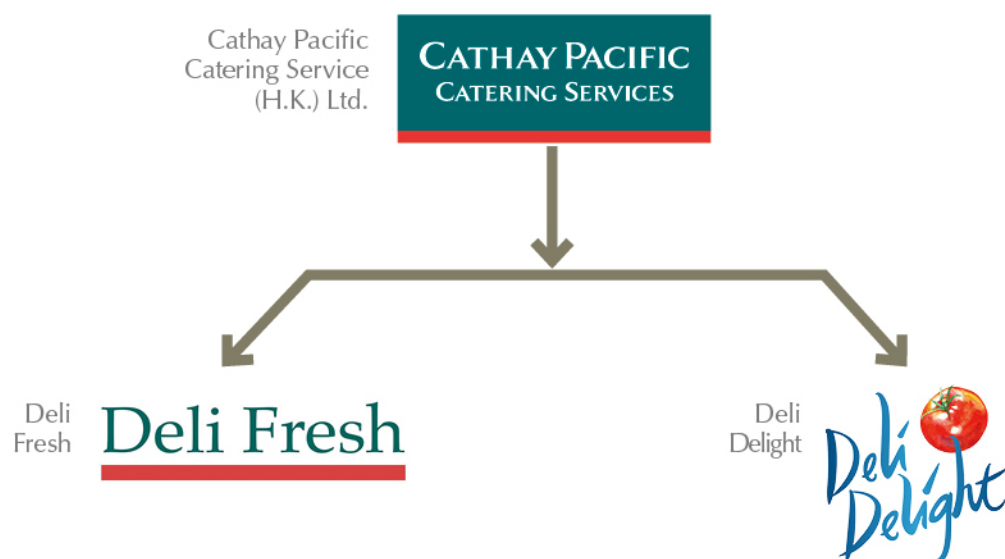 Cathay Pacific
Catering Service
(H.K.) Ltd.
CATHAY PACIFIC
CATERING SERVICES
Deli
Fresh
Deli Fresh
Deli
Delight
Deli
Delight